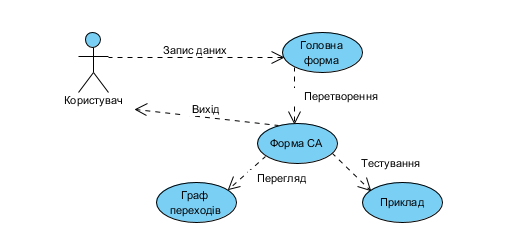 Запис даних
Головна
форма
Користувач
Перетворення
Вихід
Форма СА
Тестування
Перегляд
Граф
переходів
Приклад